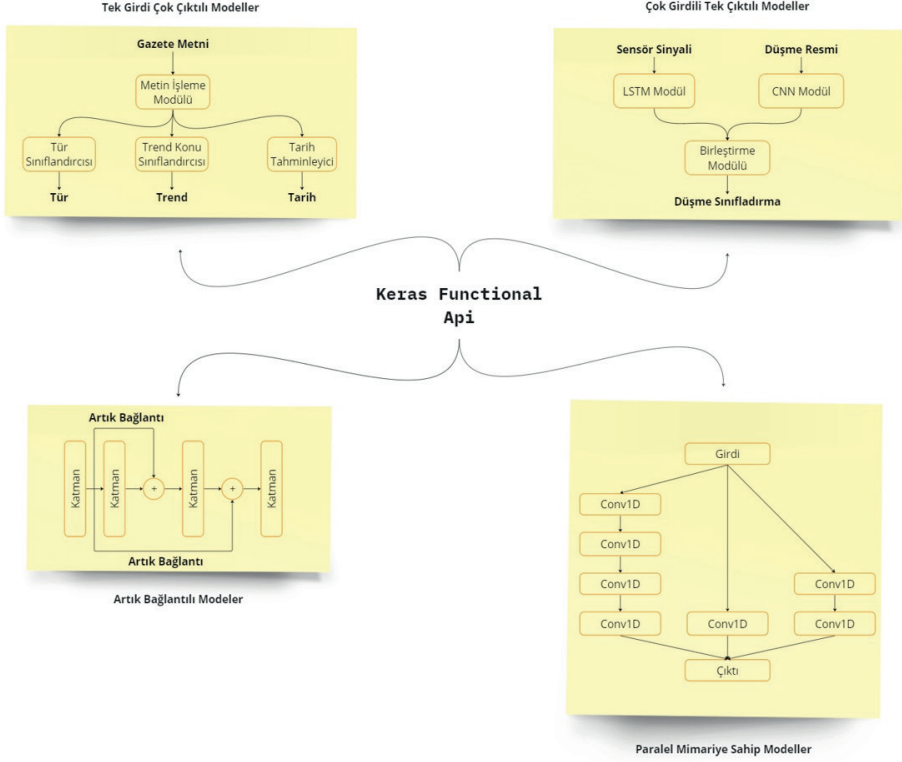 Tek Girdi Çok Çıktılı Modeller
Gazete Metni
Metin İşleme
Modülü
Tür
Sınıflandırcısı
Trend Konu
Sınıflandırcısı
Tarih
Tahminleyici
Tür
Trend
Tarih
Çok Girdili Tek Çıktılı Modeller
Sensör Sinyali
Düşme Resmi
LSTM Modül
CNN Modül
Birleştirme
Modülü
Düşme Sınıfladırma
Keras Functional
Api
Artık Bağlantı
Katman
Katman
+
Katman
+
Katman
Artık Bağlantı
Artık Bağlantılı Modeler
Girdi
Conv1D
Conv1D
Conv1D
Conv1D
Conv1D
Conv1D
Conv1D
Çıktı
Paralel Mimariye Sahip Modeller